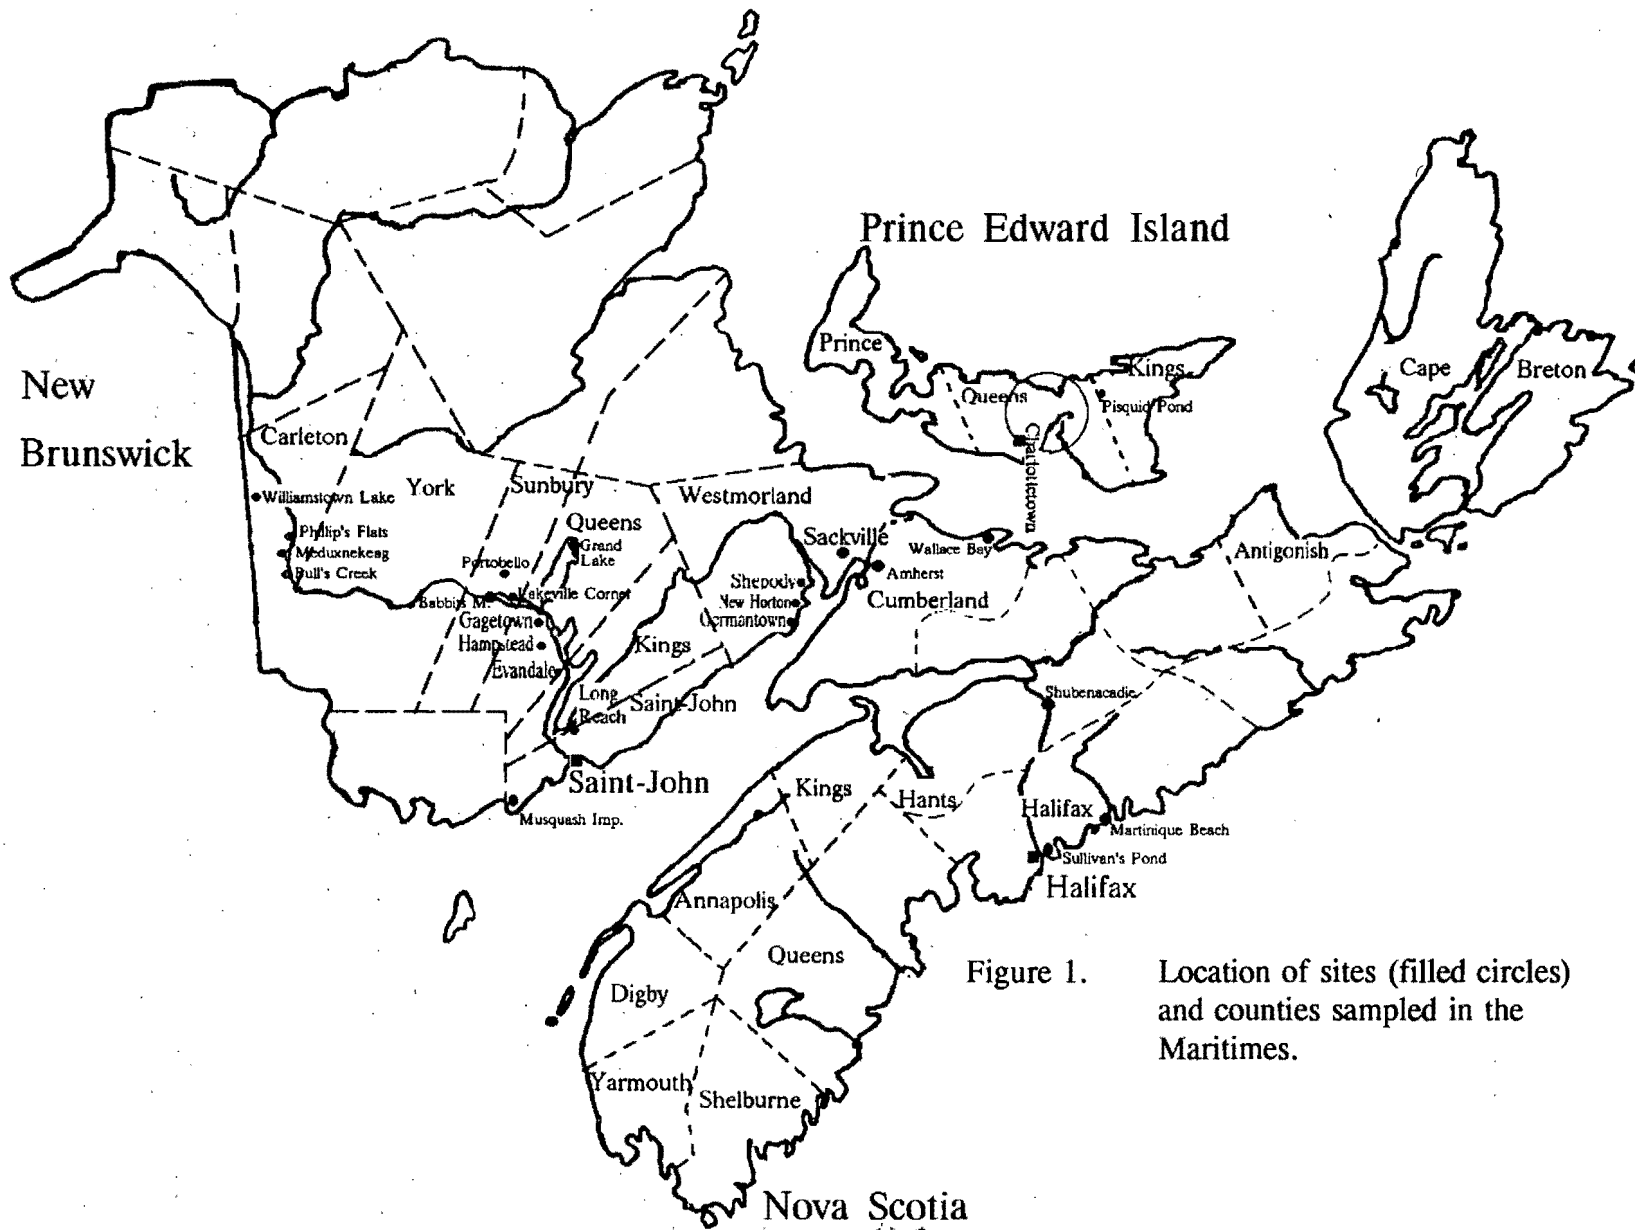 Prince Edward Island
Prince
Kings
Queens
Pisquid Pond
Charlottetown
Cape Breton
New
Brunswick
Carleton
York
Sunbury
Westmorland
Williamstown Lake
Queens
Phillip's Flats
Grand
Lake
Meduxnekeag
Bull's Creek
Portobello
Sackville
Wallace Bay
Antigonish
Amherst
Shepody
New Horton
Germantown
Cumberland
Babbits M.
Lakeville Corner
Gagetown
Hampstead
Evandale
Kings
Long
Reach
Saint-John
Shubenacadie
Saint-John
Musquash Imp.
Kings
Hants
Halifax
Martinique Beach
Sullivan's Pond
Halifax
Annapolis
Queens
Digby
Yarmouth
Shelburne
Nova Scotia
Figure 1. Location of sites (filled circles)
and counties sampled in the
Maritimes.